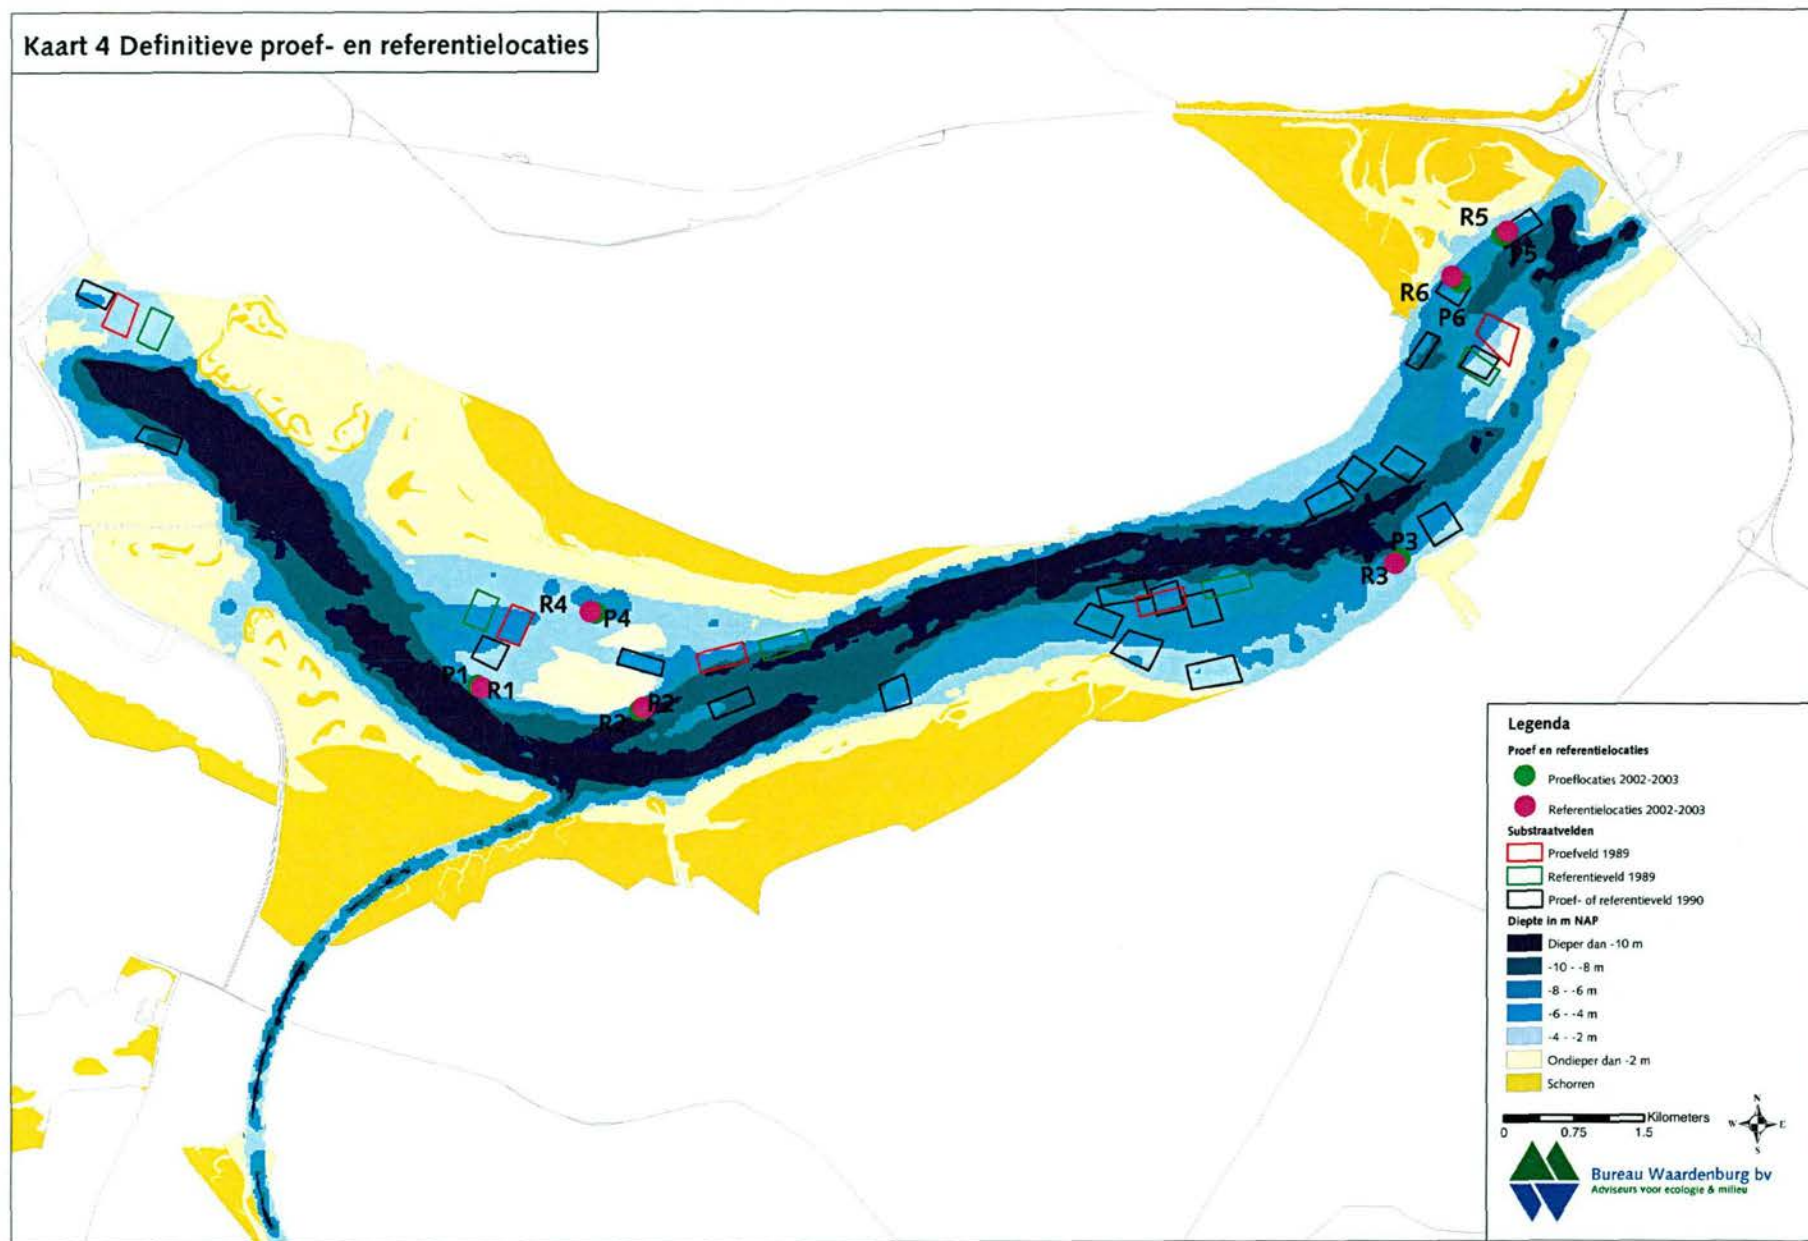 Kaart 4 Definitieve proef- en referentielocaties
R5
P5
R6
P6
P3
R3
R4
P4
P1
R1
P2
R2
Legenda
Proef en referentielocaties
Proeflocaties 2002-2003
Referentielocaties 2002-2003
Substraatvelden
Proefveld 1989
Referentieveld 1989
Proef- of referentieveld 1990
Diepte in m NAP
Dieper dan -10 m
-10 - -8 m
-8 - -6 m
-6 - -4 m
-4 - -2 m
Ondieper dan -2 m
Schorren
Kilometers
0 0.75 1.5
N
W E
S
Bureau Waardenburg bv
Adviseurs voor ecologie & milieu